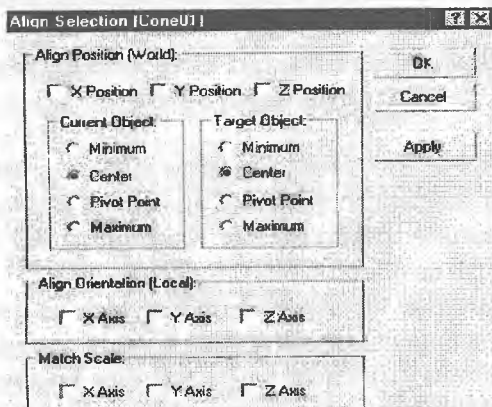 Align Selection (Cone01)
Align Position (World):
X Position Y Position Z Position
Current Object: Target Object:
Minimum Minimum
Center Center
Pivot Point Pivot Point
Maximum Maximum
Align Orientation (Local):
X Axis Y Axis Z Axis
Match Scale:
X Axis Y Axis Z Axis
OK
Cancel
Apply